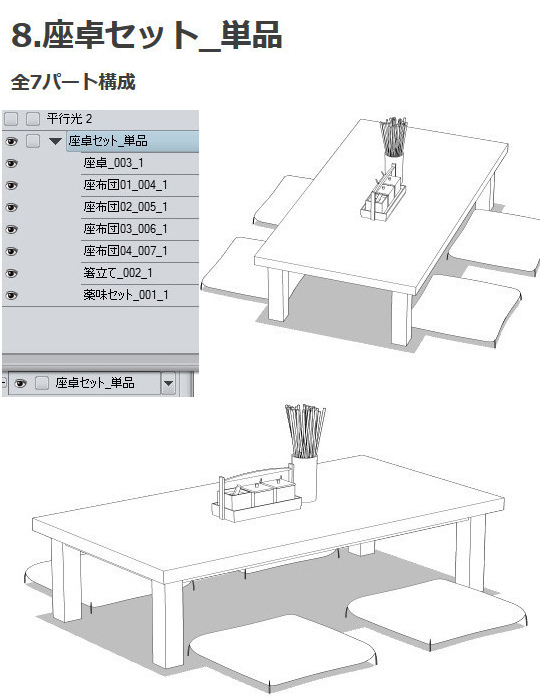 8.座卓セット_単品
全7パート構成
平行光 2
座卓セット_単品
座卓_003_1
座布団01_004_1
座布団02_005_1
座布団03_006_1
座布団04_007_1
箸立て_002_1
薬味セット_001_1
座卓セット_単品